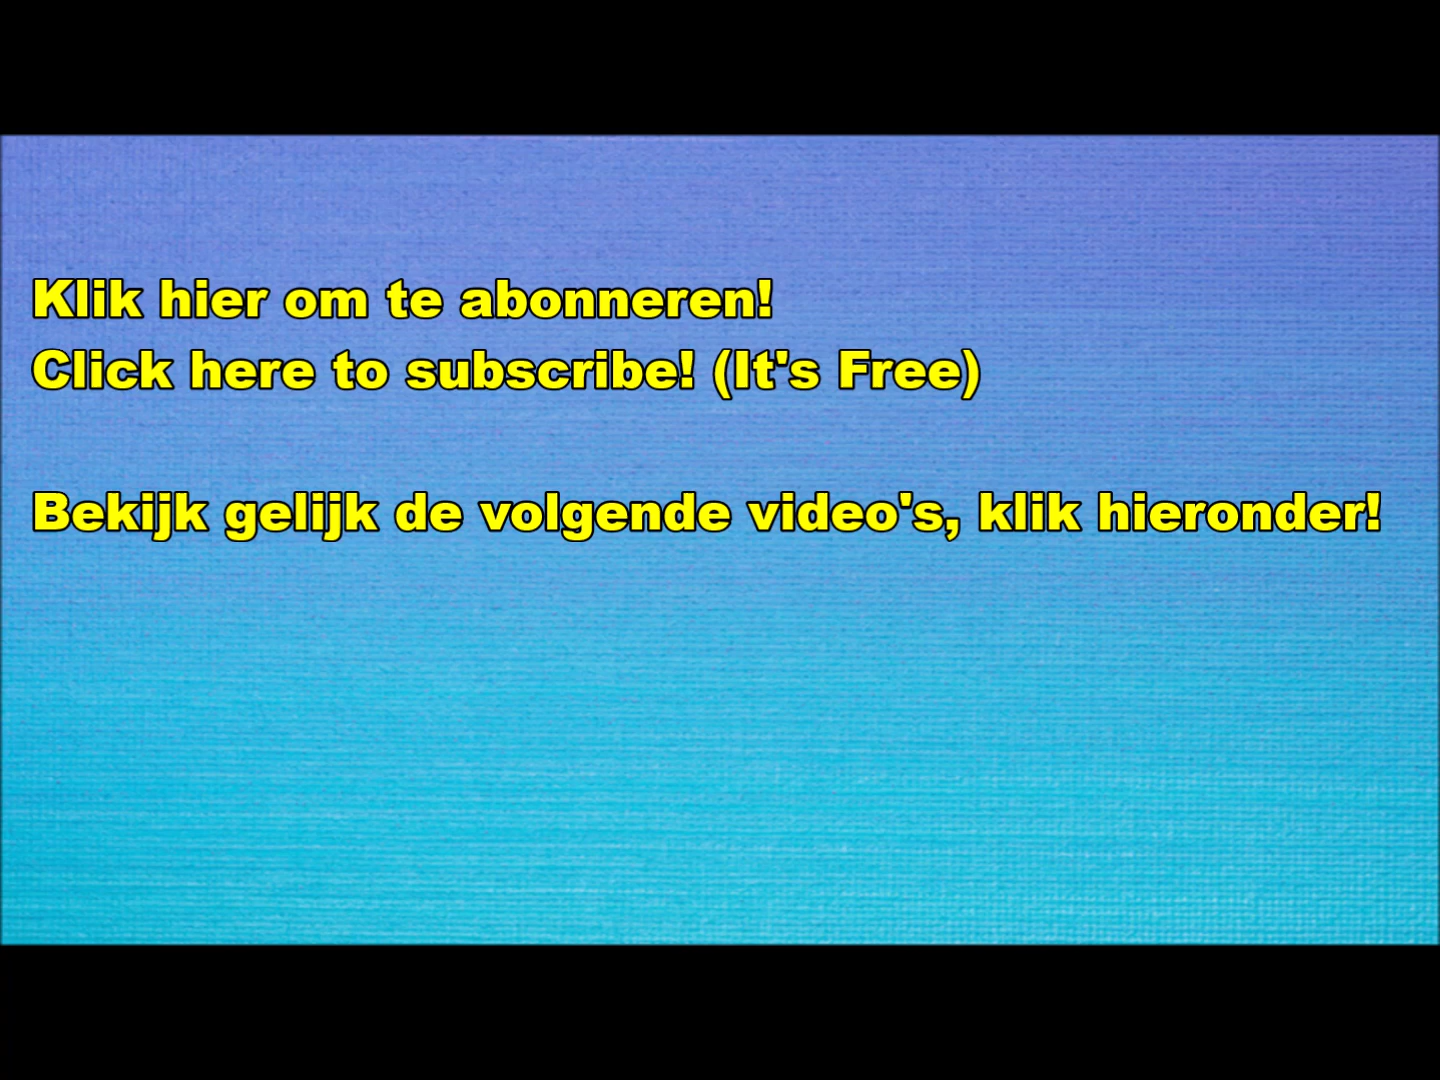 Klik hier om te abonneren!
Click here to subscribe! (It's Free)
Bekijk gelijk de volgende video's, klik hieronder!